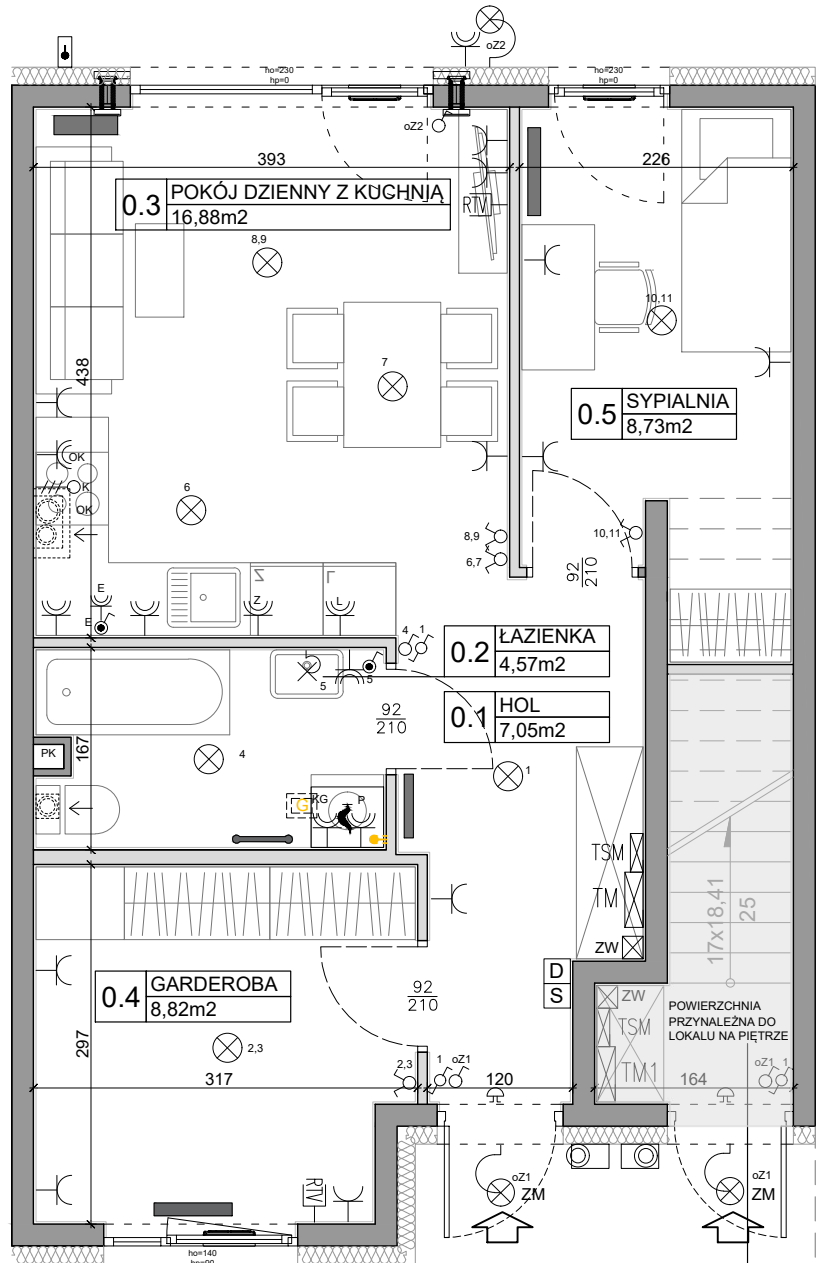 oZ2
ho=230
hp=0
ho=230
hp=0
oZ2
393
226
0.3
POKÓJ DZIENNY Z KUCHNIĄ
16,88m2
RTV
8,9
10,11
7
438
0.5
SYPIALNIA
8,73m2
OK
K
OK
6
8,9
6,7
10,11
92
210
E
E
Z
L
Z
L
4
1
0.2
ŁAZIENKA
4,57m2
5
5
92
210
0.1
HOL
7,05m2
PK
167
4
1
G
KG
P
TSM
TM
ZW
17x18,41
25
D
S
0.4
GARDEROBA
8,82m2
92
210
ZW
TSM
TM1
POWIERZCHNIA
PRZYNALEŻNA DO
LOKALU NA PIĘTRZE
297
2,3
2,3
1
oZ1
oZ1
1
317
120
164
RTV
oZ1
ZM
oZ1
ZM
ho=140